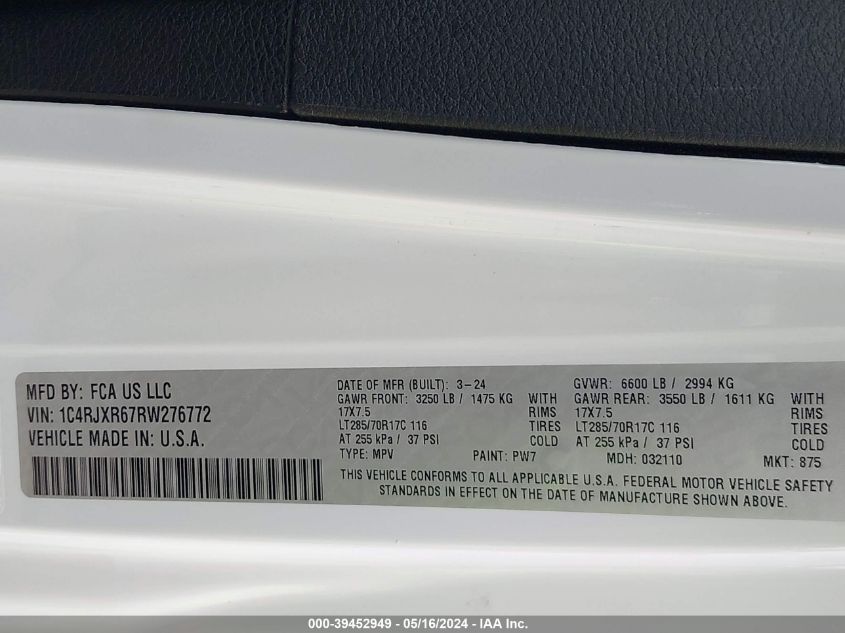 MFD BY: FCA US LLC
VIN: 1C4RJXR67RW276772
VEHICLE MADE IN: U.S.A.
DATE OF MFR (BUILT): 3-24
GAWR FRONT: 3250 LB / 1475 KG WITH
17X7.5 RIMS
LT285/70R17C 116 TIRES
AT 255 kPa / 37 PSI COLD
TYPE: MPV PAINT: PW7
GVWR: 6600 LB / 2994 KG
GAWR REAR: 3550 LB / 1611 KG WITH
17X7.5 RIMS
LT285/70R17C 116 TIRES
AT 255 kPa / 37 PSI COLD
MDH: 032110 MKT: 875
THIS VEHICLE CONFORMS TO ALL APPLICABLE U.S.A. FEDERAL MOTOR VEHICLE SAFETY
STANDARDS IN EFFECT ON THE DATE OF MANUFACTURE SHOWN ABOVE.
000-39452949 - 05/16/2024 - IAA Inc.